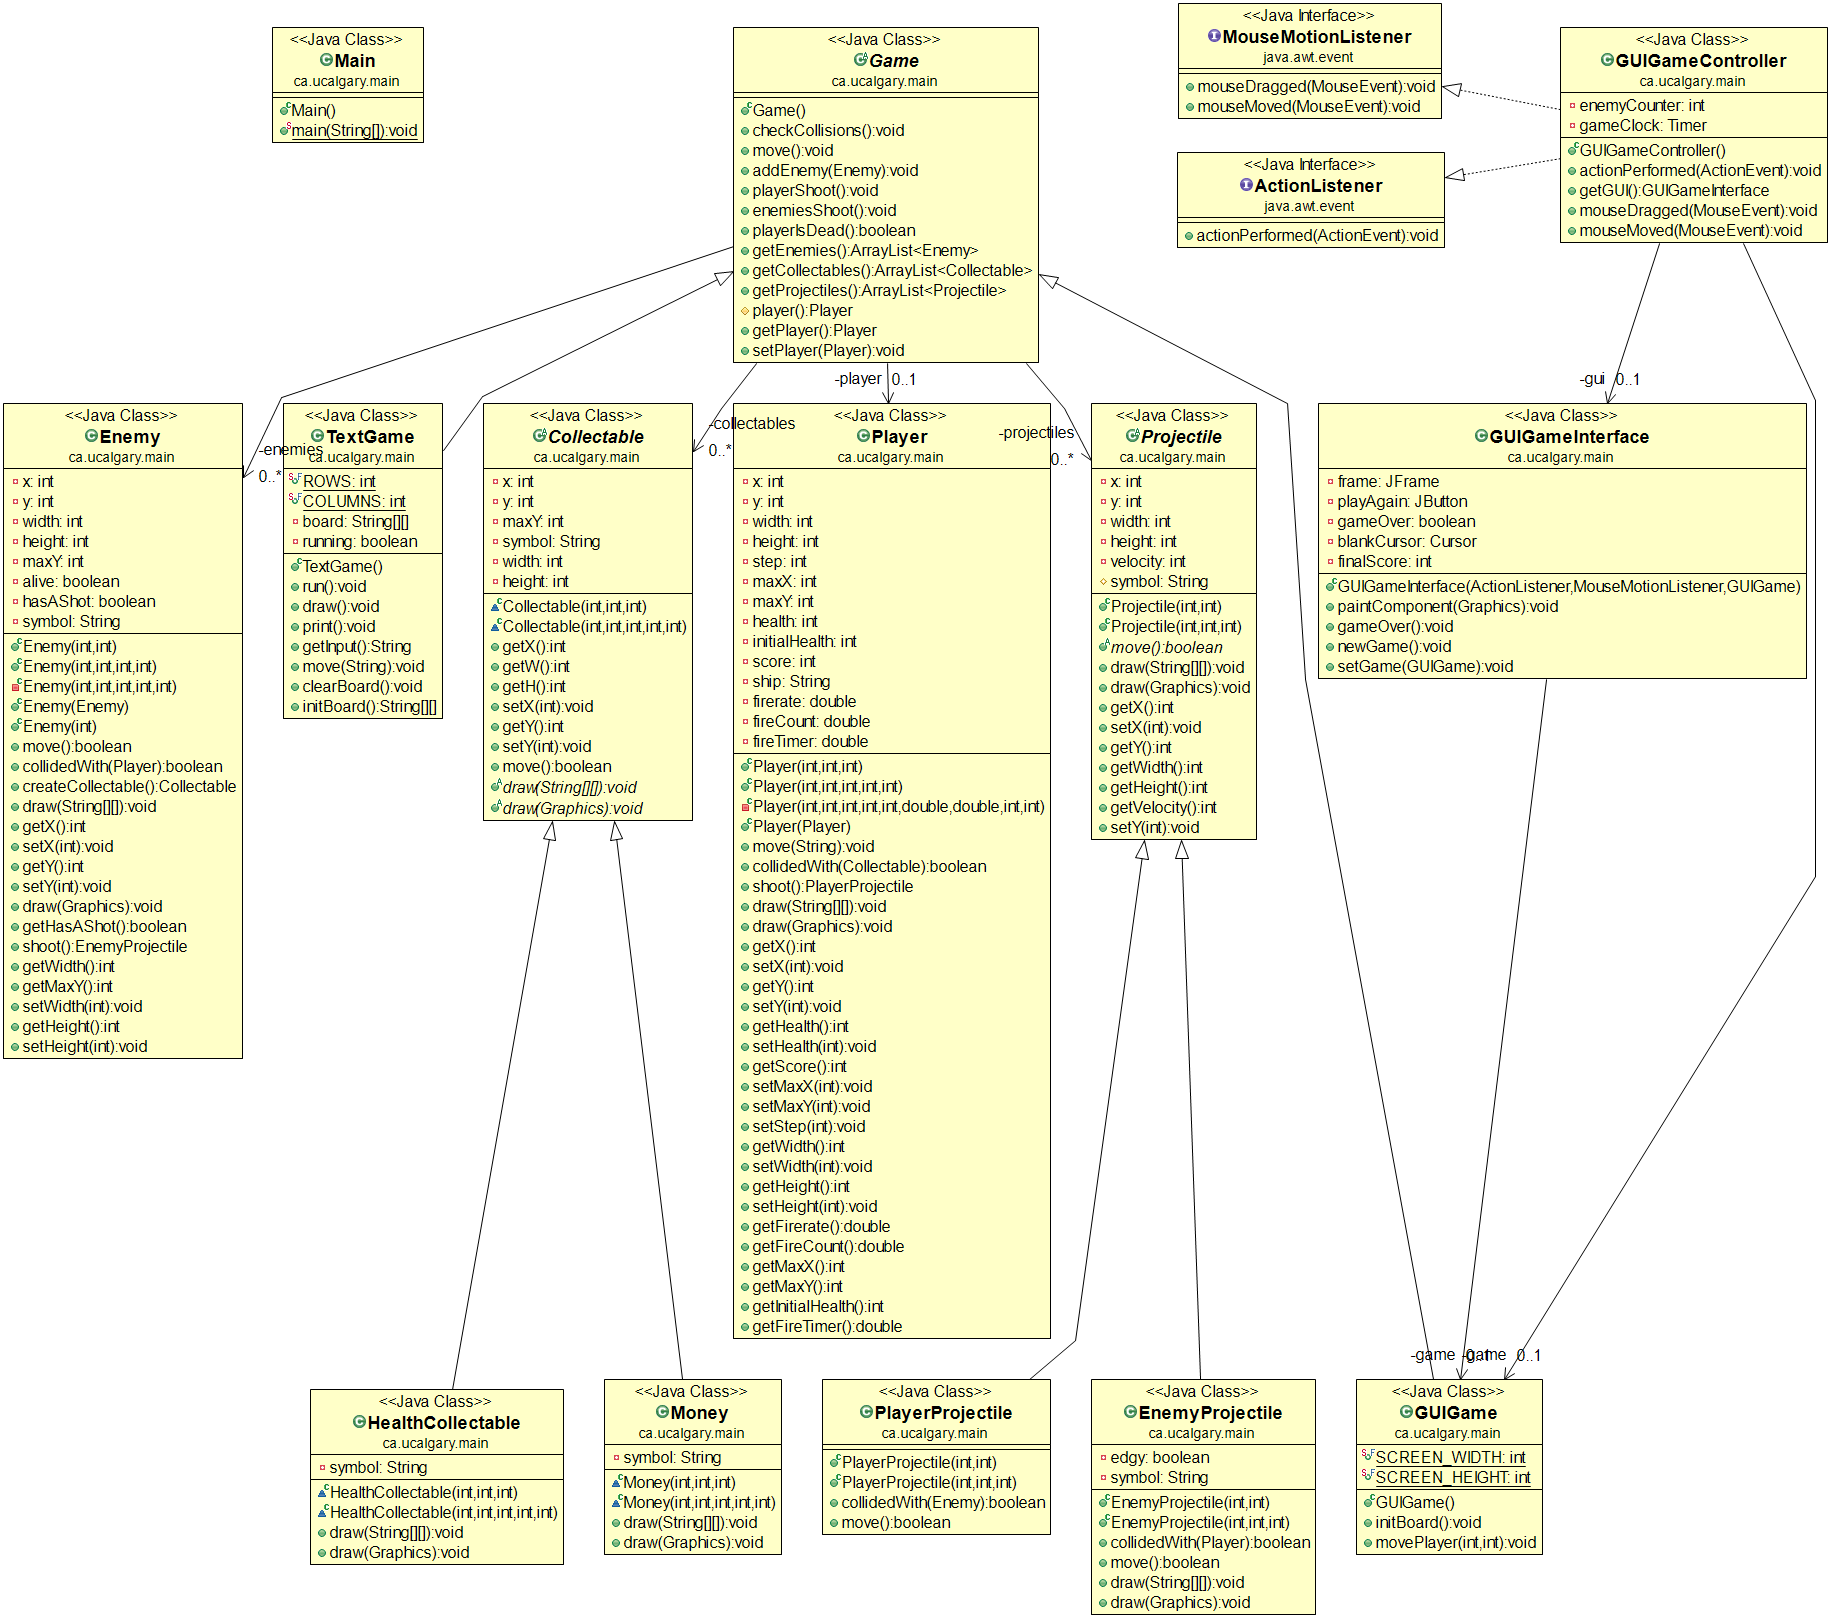 <<Java Class>>
Main
ca.ucalgary.main
Main()
main(String[]):void
<<Java Class>>
Game
ca.ucalgary.main
Game()
checkCollisions():void
move():void
addEnemy(Enemy):void
playerShoot():void
enemiesShoot():void
playerIsDead():boolean
getEnemies():ArrayList<Enemy>
getCollectables():ArrayList<Collectable>
getProjectiles():ArrayList<Projectile>
player():Player
getPlayer():Player
setPlayer(Player):void
<<Java Interface>>
MouseMotionListener
java.awt.event
mouseDragged(MouseEvent):void
mouseMoved(MouseEvent):void
<<Java Interface>>
ActionListener
java.awt.event
actionPerformed(ActionEvent):void
<<Java Class>>
GUIGameController
ca.ucalgary.main
enemyCounter: int
gameClock: Timer
GUIGameController()
actionPerformed(ActionEvent):void
getGUI():GUIGameInterface
mouseDragged(MouseEvent):void
mouseMoved(MouseEvent):void
-enemies
0..*
-collectables
0..*
-player 0..1
-projectiles
0..*
-gui 0..1
<<Java Class>>
Enemy
ca.ucalgary.main
x: int
y: int
width: int
height: int
maxY: int
alive: boolean
hasAShot: boolean
symbol: String
Enemy(int,int)
Enemy(int,int,int,int)
Enemy(int,int,int,int,int)
Enemy(Enemy)
Enemy(int)
move():boolean
collidedWith(Player):boolean
createCollectable():Collectable
draw(String[][]):void
getX():int
setX(int):void
getY():int
setY(int):void
draw(Graphics):void
getHasAShot():boolean
shoot():EnemyProjectile
getWidth():int
getMaxY():int
setWidth(int):void
getHeight():int
setHeight(int):void
<<Java Class>>
TextGame
ca.ucalgary.main
ROWS: int
COLUMNS: int
board: String[][]
running: boolean
TextGame()
run():void
draw():void
print():void
getInput():String
move(String):void
clearBoard():void
initBoard():String[][]
<<Java Class>>
Collectable
ca.ucalgary.main
x: int
y: int
maxY: int
symbol: String
width: int
height: int
Collectable(int,int,int)
Collectable(int,int,int,int,int)
getX():int
getW():int
getH():int
setX(int):void
getY():int
setY(int):void
move():boolean
draw(String[][]):void
draw(Graphics):void
<<Java Class>>
Player
ca.ucalgary.main
x: int
y: int
width: int
height: int
step: int
maxX: int
maxY: int
health: int
initialHealth: int
score: int
ship: String
firerate: double
fireCount: double
fireTimer: double
Player(int,int,int)
Player(int,int,int,int,int)
Player(int,int,int,int,int,double,double,int,int)
Player(Player)
move(String):void
collidedWith(Collectable):boolean
shoot():PlayerProjectile
draw(String[][]):void
draw(Graphics):void
getX():int
setX(int):void
getY():int
setY(int):void
getHealth():int
setHealth(int):void
getScore():int
setMaxX(int):void
setMaxY(int):void
setStep(int):void
getWidth():int
setWidth(int):void
getHeight():int
setHeight(int):void
getFirerate():double
getFireCount():double
getMaxX():int
getMaxY():int
getInitialHealth():int
getFireTimer():double
<<Java Class>>
Projectile
ca.ucalgary.main
x: int
y: int
width: int
height: int
velocity: int
symbol: String
Projectile(int,int)
Projectile(int,int,int)
move():boolean
draw(String[][]):void
draw(Graphics):void
getX():int
setX(int):void
getY():int
getWidth():int
getHeight():int
getVelocity():int
setY(int):void
<<Java Class>>
GUIGameInterface
ca.ucalgary.main
frame: JFrame
playAgain: JButton
gameOver: boolean
blankCursor: Cursor
finalScore: int
GUIGameInterface(ActionListener,MouseMotionListener,GUIGame)
paintComponent(Graphics):void
gameOver():void
newGame():void
setGame(GUIGame):void
-game 0..1
-game 0..1
<<Java Class>>
HealthCollectable
ca.ucalgary.main
symbol: String
HealthCollectable(int,int,int)
HealthCollectable(int,int,int,int,int)
draw(String[][]):void
draw(Graphics):void
<<Java Class>>
Money
ca.ucalgary.main
symbol: String
Money(int,int,int)
Money(int,int,int,int,int)
draw(String[][]):void
draw(Graphics):void
<<Java Class>>
PlayerProjectile
ca.ucalgary.main
PlayerProjectile(int,int)
PlayerProjectile(int,int,int)
collidedWith(Enemy):boolean
move():boolean
<<Java Class>>
EnemyProjectile
ca.ucalgary.main
edgy: boolean
symbol: String
EnemyProjectile(int,int)
EnemyProjectile(int,int,int)
collidedWith(Player):boolean
move():boolean
draw(String[][]):void
draw(Graphics):void
<<Java Class>>
GUIGame
ca.ucalgary.main
SCREEN_WIDTH: int
SCREEN_HEIGHT: int
GUIGame()
initBoard():void
movePlayer(int,int):void